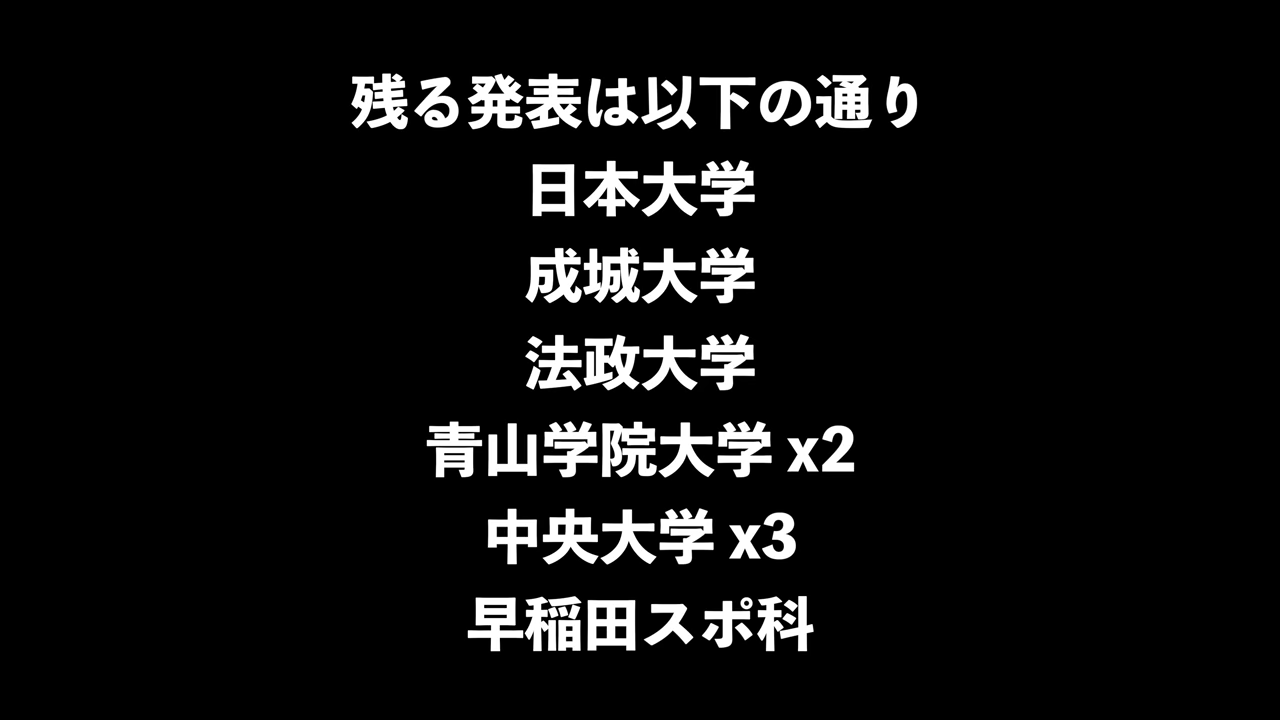 残る発表は以下の通り
日本大学
成城大学
法政大学
青山学院大学 x2
中央大学 x3
早稲田スポ科